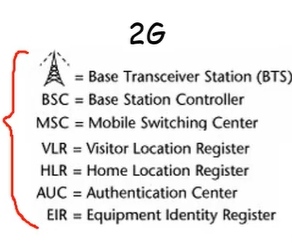 2G
= Base Transceiver Station (BTS)
BSC = Base Station Controller
MSC = Mobile Switching Center
VLR = Visitor Location Register
HLR = Home Location Register
AUC = Authentication Center
EIR = Equipment Identity Register